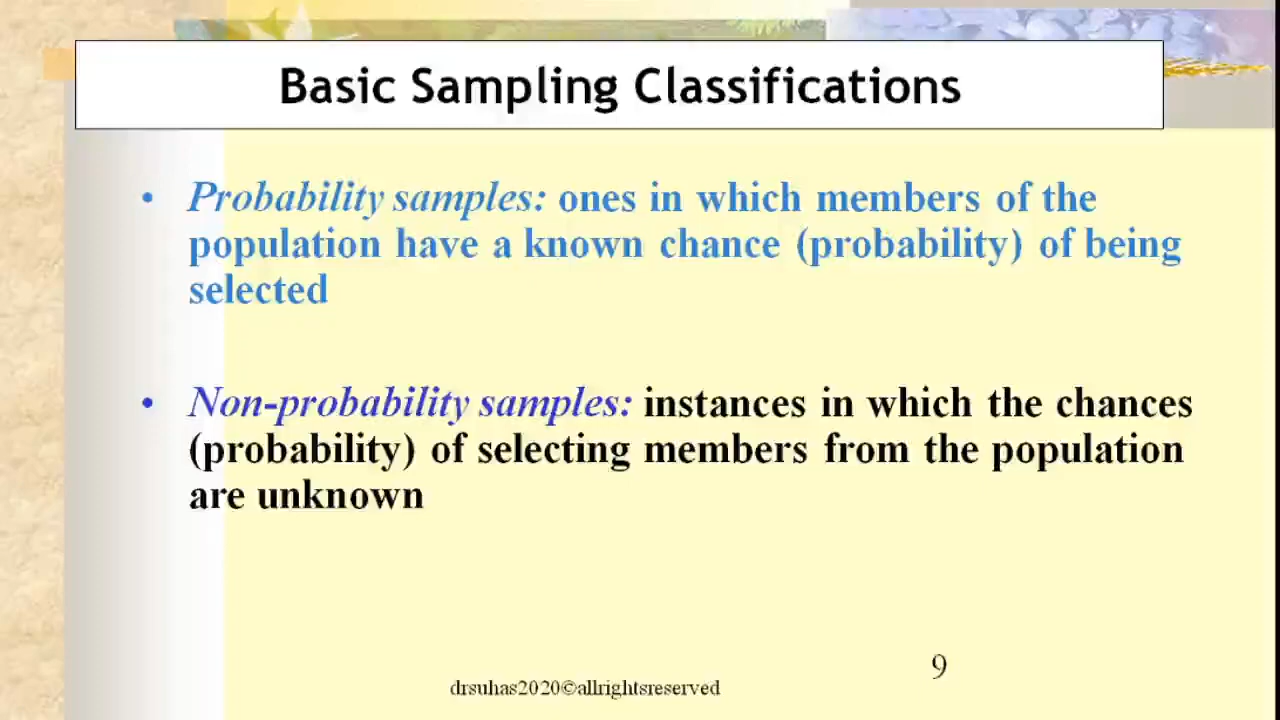 Basic Sampling Classifications
• Probability samples: ones in which members of the
population have a known chance (probability) of being
selected
• Non-probability samples: instances in which the chances
(probability) of selecting members from the population
are unknown
9
drsuhas2020©allrightsreserved